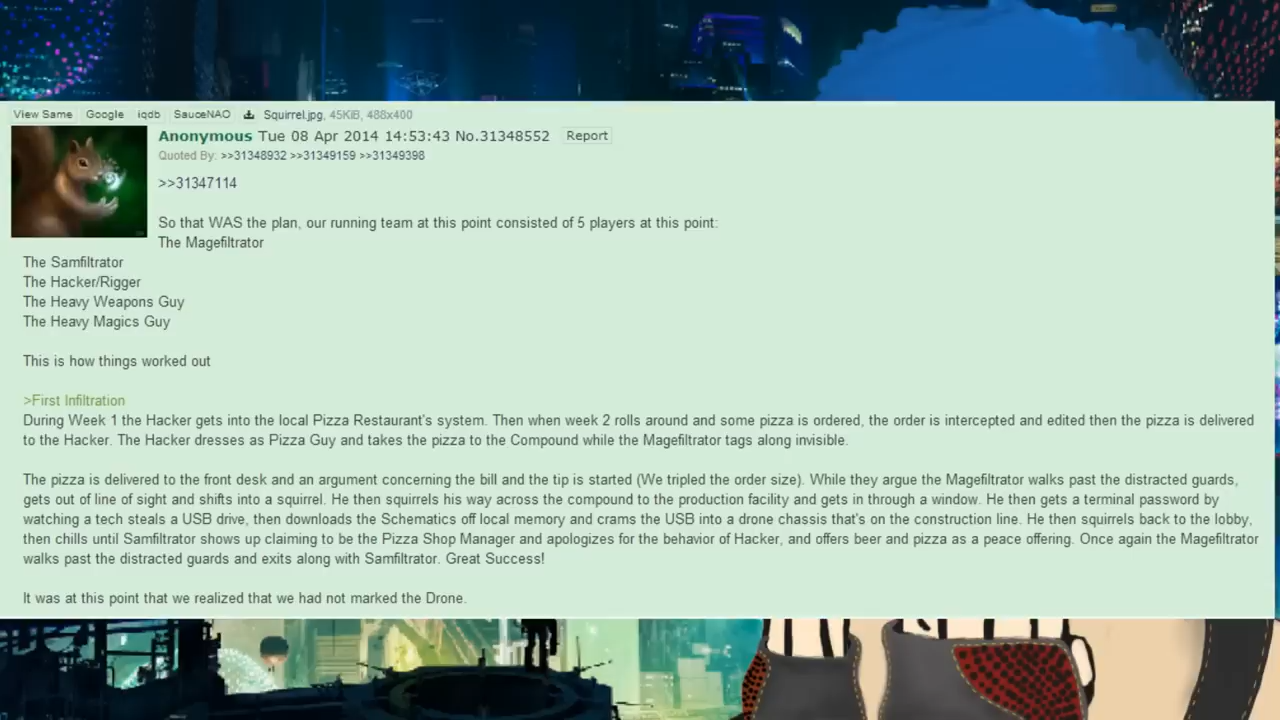 View Same Google iqdb SauceNAO Squirrel.jpg, 45KiB, 488x400
Anonymous Tue 08 Apr 2014 14:53:43 No.31348552 Report
Quoted By: >>31348932 >>31349159 >>31349398
>>31347114
So that WAS the plan, our running team at this point consisted of 5 players at this point:
The Magefiltrator
The Samfiltrator
The Hacker/Rigger
The Heavy Weapons Guy
The Heavy Magics Guy
This is how things worked out
>First Infiltration
During Week 1 the Hacker gets into the local Pizza Restaurant's system. Then when week 2 rolls around and some pizza is ordered, the order is intercepted and edited then the pizza is delivered
to the Hacker. The Hacker dresses as Pizza Guy and takes the pizza to the Compound while the Magefiltrator tags along invisible.
The pizza is delivered to the front desk and an argument concerning the bill and the tip is started (We tripled the order size). While they argue the Magefiltrator walks past the distracted guards,
gets out of line of sight and shifts into a squirrel. He then squirrels his way across the compound to the production facility and gets in through a window. He then gets a terminal password by
watching a tech steals a USB drive, then downloads the Schematics off local memory and crams the USB into a drone chassis that's on the construction line. He then squirrels back to the lobby,
then chills until Samfiltrator shows up claiming to be the Pizza Shop Manager and apologizes for the behavior of Hacker, and offers beer and pizza as a peace offering. Once again the Magefiltrator
walks past the distracted guards and exits along with Samfiltrator. Great Success!
It was at this point that we realized that we had not marked the Drone.